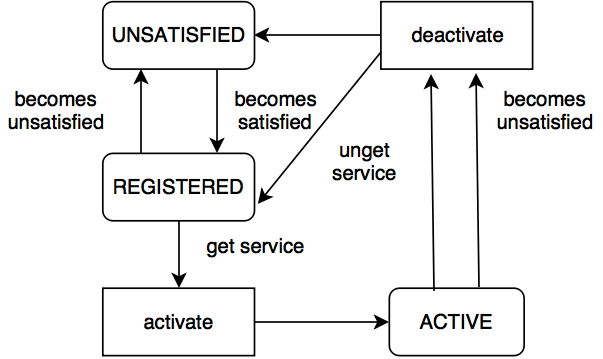 UNSATISFIED
deactivate
becomes
unsatisfied
becomes
satisfied
becomes
unsatisfied
unget
service
REGISTERED
get service
activate
ACTIVE